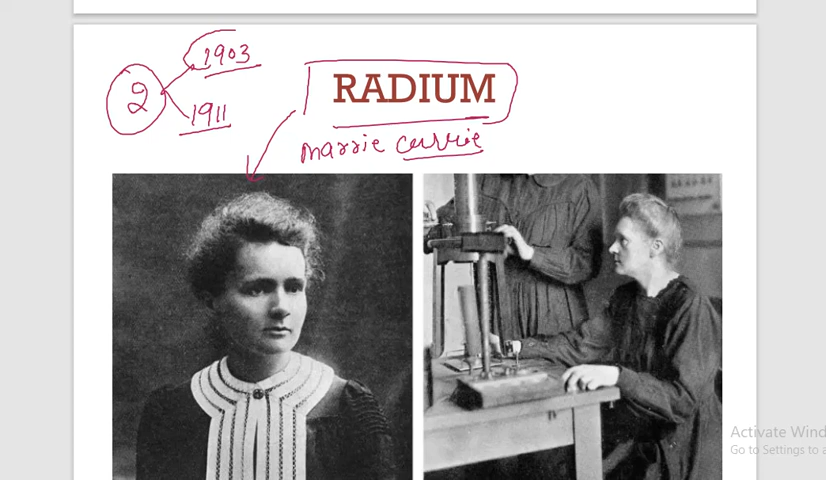 1903
2
RADIUM
1911
Marrie Currie
Activate Wind
Go to Settings to a